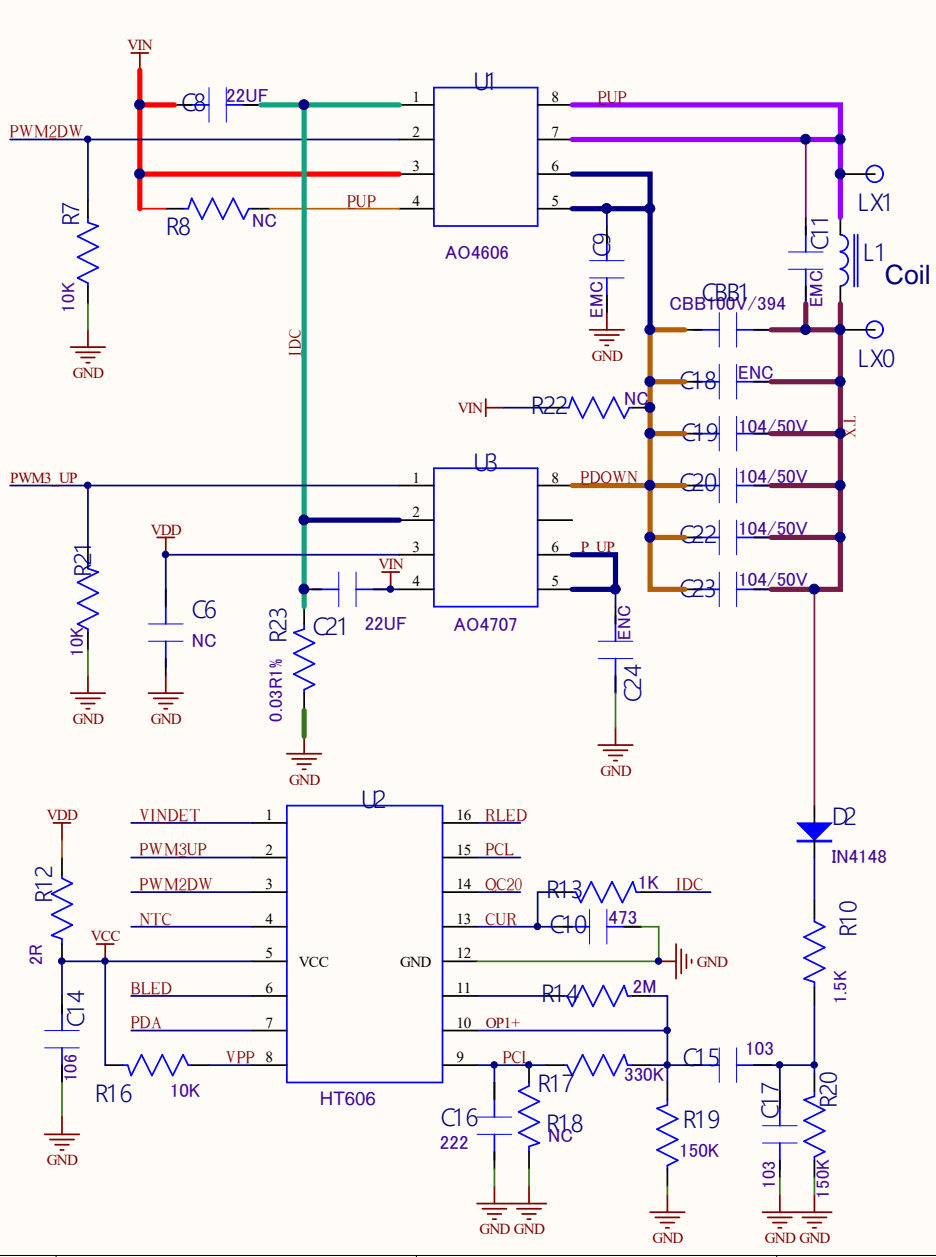 VIN
C8 22UF
U1
1 8 PUP
PWM2DW 2 7
3 6
R8 NC PUP 4 5
LX1
R7
10K
GND
AO4606
C9
EMC
GND
C11
EMC
L1
Coil
CBB1
CBB100V/394
LX0
IDC
C18 ENC
VIN R22 NC
C19 104/50V
TX
U3
PWM3_UP 1 8 PDOWN C20 104/50V
2
VDD
3 6 P_UP C22 104/50V
VIN
4 5 C23 104/50V
R21
10K
GND
C6
NC
GND
R23
0.03R1%
GND
C21
22UF
AO4707
ENC
C24
GND
U2
VINDET 1 16 RLED
PWM3UP 2 15 PCL
PWM2DW 3 14 QC20
NTC 4 13 CUR
VCC 5 VCC GND 12
BLED 6 11
PDA 7 10 OP1+
VPP 8 9 PCL
HT606
VDD
R12
2R
C14
106
GND
R16 10K
R13 1K IDC
C10 473
GND
R14 2M
R17 330K
C16
222
GND
R18
NC
GND
R19
150K
GND
C15 103
D2
IN4148
R10
1.5K
C17
103
GND
R20
150K
GND